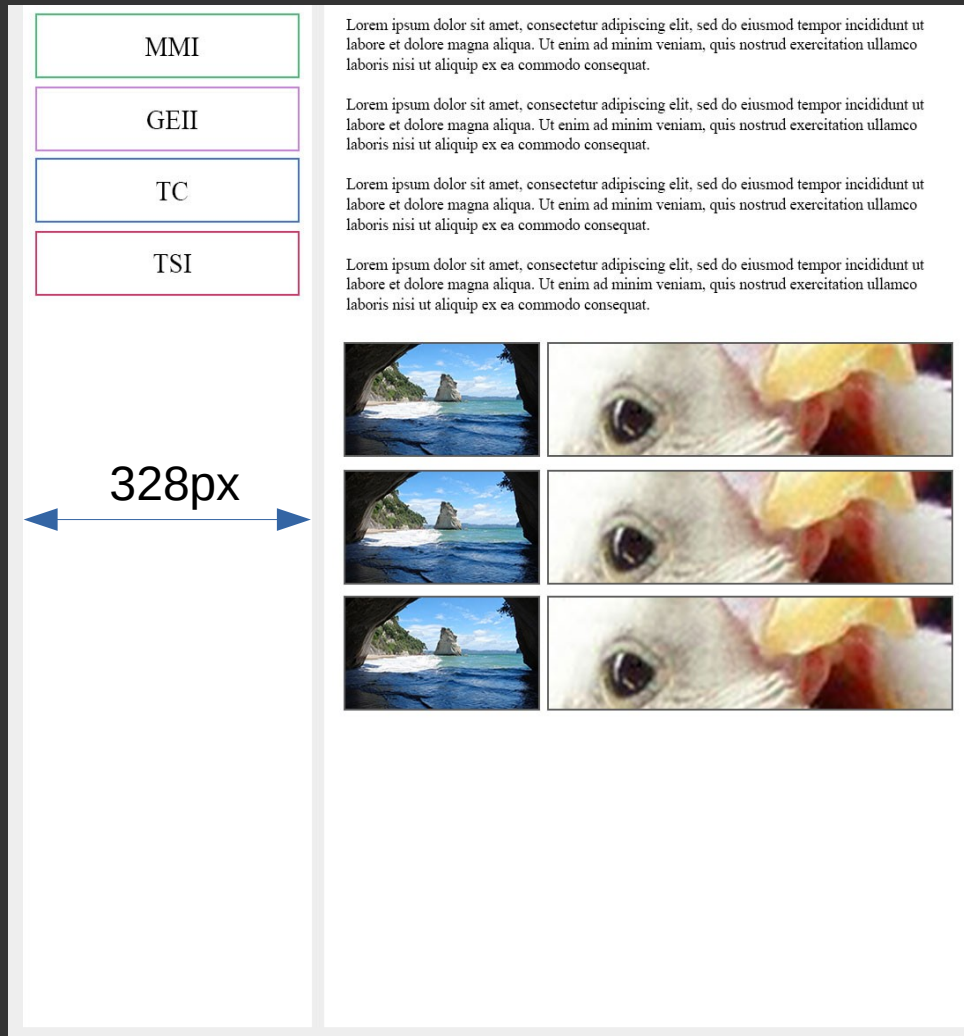 MMI
GEII
TC
TSI
328px
Lorem ipsum dolor sit amet, consectetur adipiscing elit, sed do eiusmod tempor incididunt ut
labore et dolore magna aliqua. Ut enim ad minim veniam, quis nostrud exercitation ullamco
laboris nisi ut aliquip ex ea commodo consequat.
Lorem ipsum dolor sit amet, consectetur adipiscing elit, sed do eiusmod tempor incididunt ut
labore et dolore magna aliqua. Ut enim ad minim veniam, quis nostrud exercitation ullamco
laboris nisi ut aliquip ex ea commodo consequat.
Lorem ipsum dolor sit amet, consectetur adipiscing elit, sed do eiusmod tempor incididunt ut
labore et dolore magna aliqua. Ut enim ad minim veniam, quis nostrud exercitation ullamco
laboris nisi ut aliquip ex ea commodo consequat.
Lorem ipsum dolor sit amet, consectetur adipiscing elit, sed do eiusmod tempor incididunt ut
labore et dolore magna aliqua. Ut enim ad minim veniam, quis nostrud exercitation ullamco
laboris nisi ut aliquip ex ea commodo consequat.